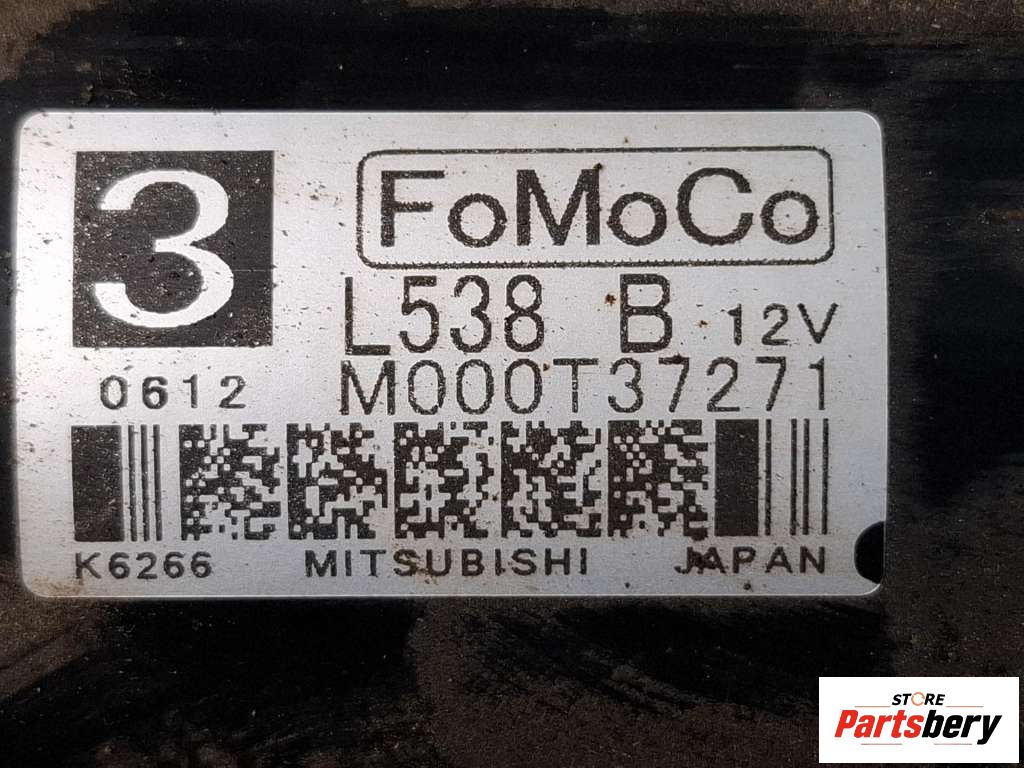 3
FoMoCo
L538 B 12V
0612 M000T37271
K6266 MITSUBISHI JAPAN
STORE
Partsbery